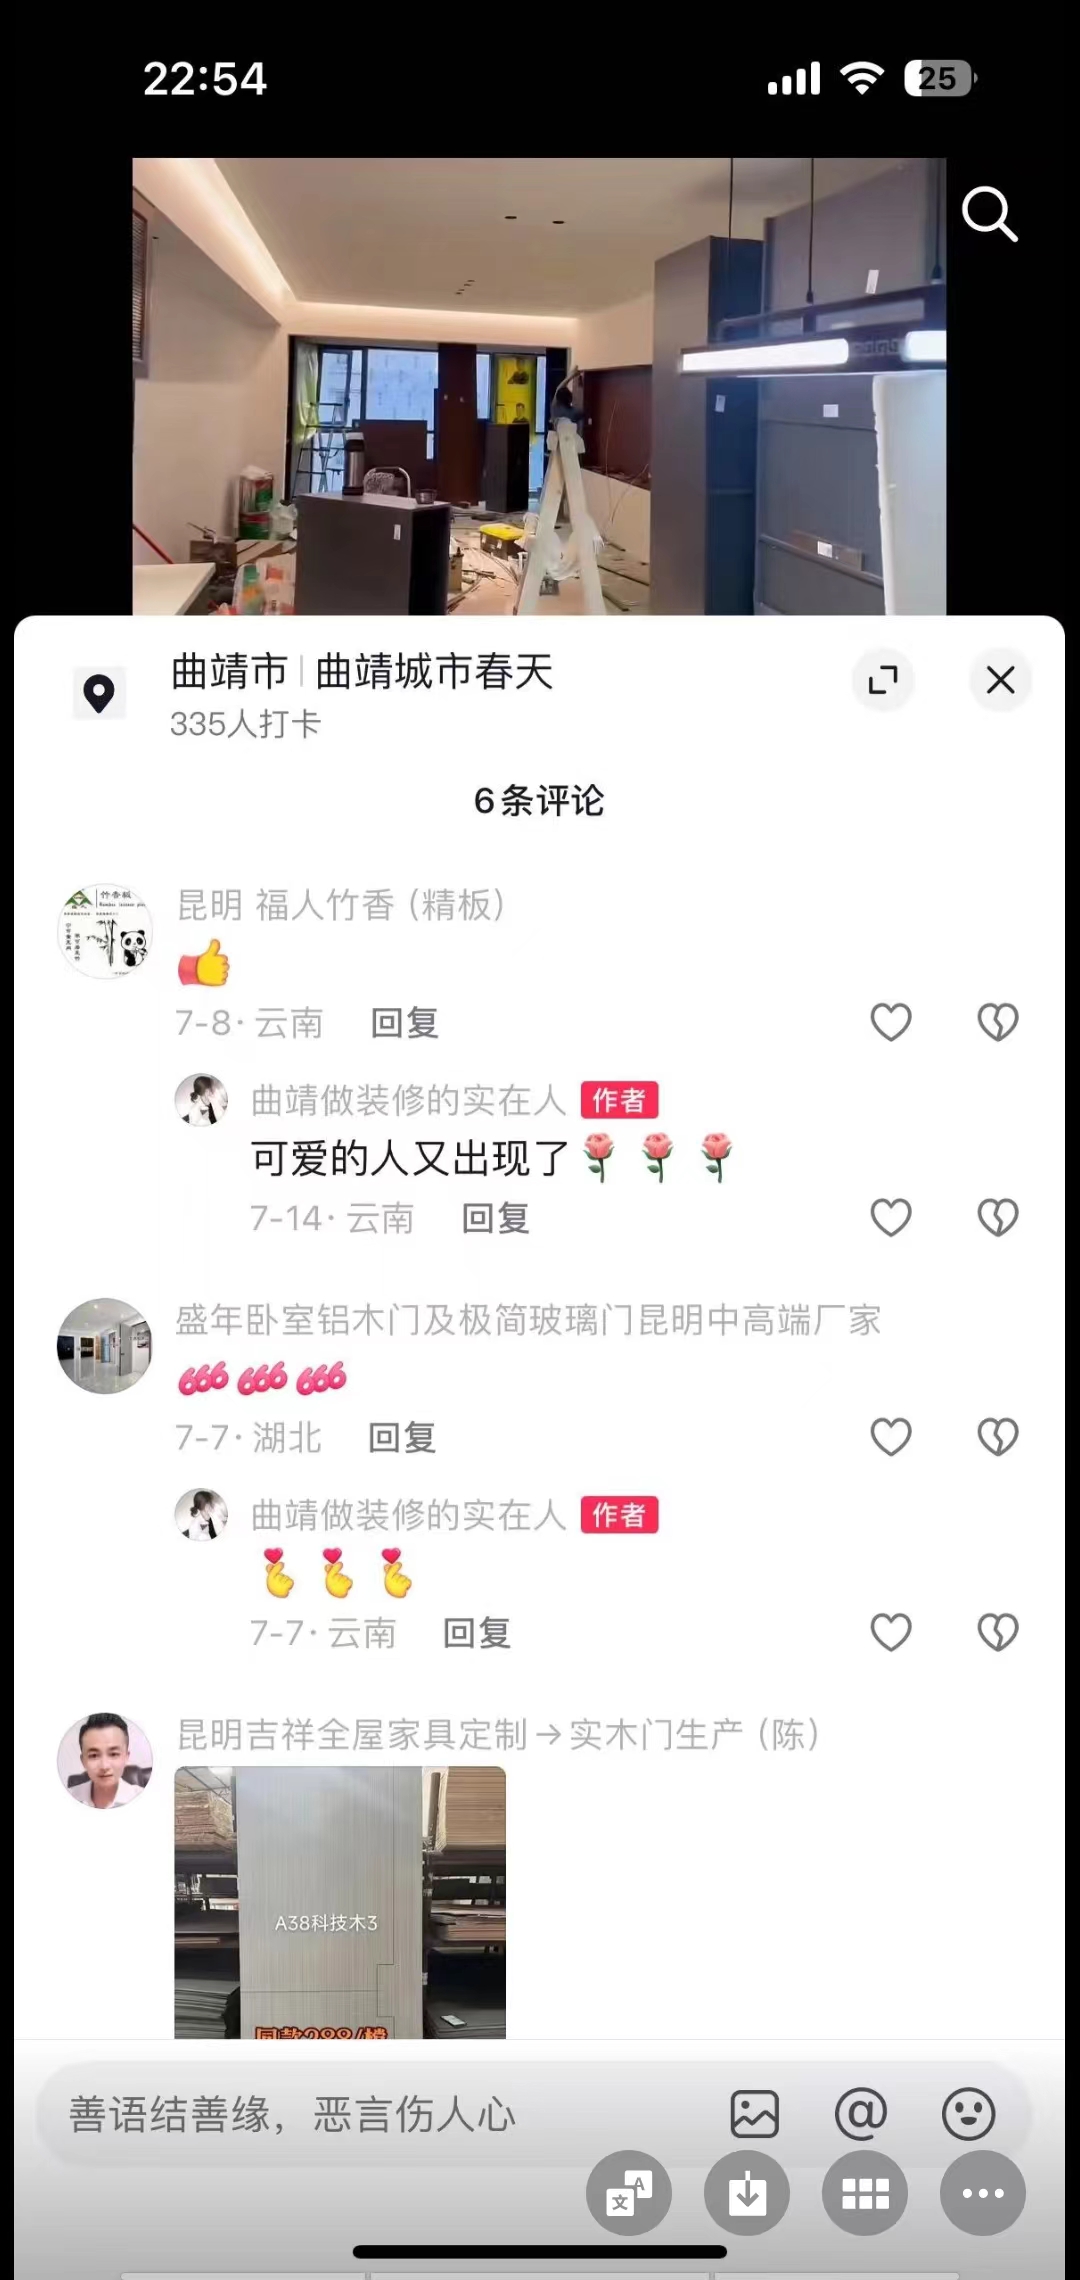 22:54
25
曲靖市 | 曲靖城市春天
335人打卡
6条评论
昆明 福人竹香 (精板)
7-8 · 云南 回复
曲靖做装修的实在人 作者
可爱的人又出现了🌹🌹🌹
7-14 · 云南 回复
盛年卧室铝木门及极简玻璃门昆明中高端厂家
666 666 666
7-7 · 湖北 回复
曲靖做装修的实在人 作者
7-7 · 云南 回复
昆明吉祥全屋家具定制→实木门生产 (陈)
A38科技木3
善语结善缘，恶言伤人心